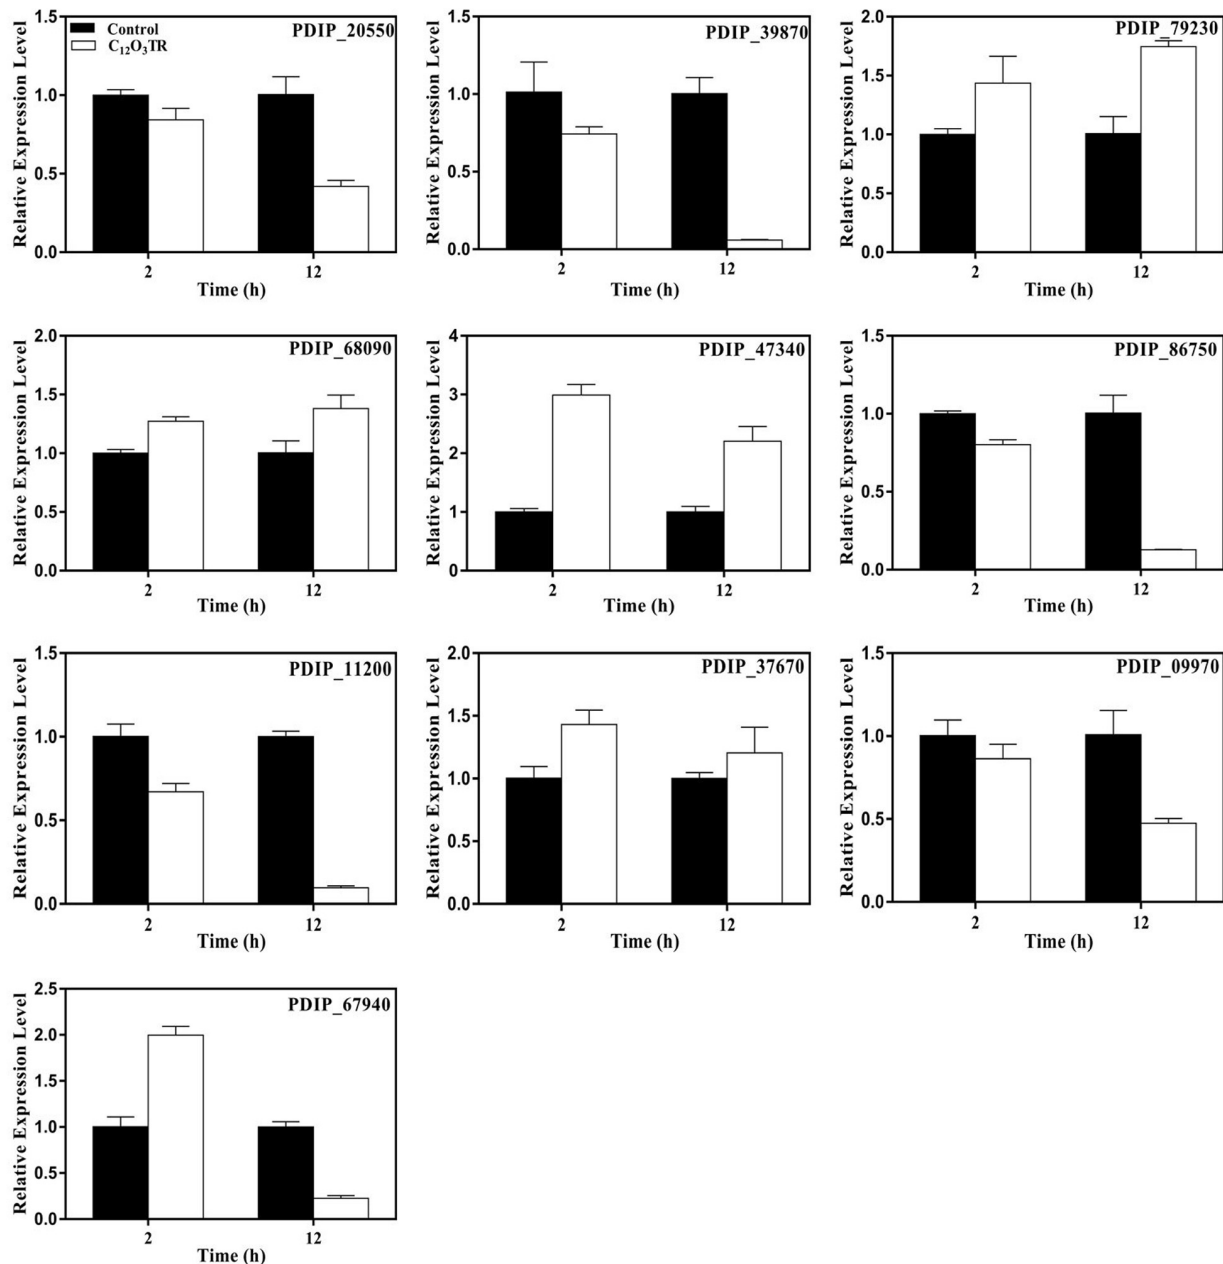 Relative Expression Level
1.5
1.0
0.5
0.0
Control
C₁₂O₃TR
PDIP_20550
2
12
Time (h)
Relative Expression Level
1.5
1.0
0.5
0.0
PDIP_39870
2
12
Time (h)
Relative Expression Level
2.0
1.5
1.0
0.5
0.0
PDIP_79230
2
12
Time (h)
Relative Expression Level
2.0
1.5
1.0
0.5
0.0
PDIP_68090
2
12
Time (h)
Relative Expression Level
4
3
2
1
0
PDIP_47340
2
12
Time (h)
Relative Expression Level
1.5
1.0
0.5
0.0
PDIP_86750
2
12
Time (h)
Relative Expression Level
1.5
1.0
0.5
0.0
PDIP_11200
2
12
Time (h)
Relative Expression Level
2.0
1.5
1.0
0.5
0.0
PDIP_37670
2
12
Time (h)
Relative Expression Level
1.5
1.0
0.5
0.0
PDIP_09970
2
12
Time (h)
Relative Expression Level
2.5
2.0
1.5
1.0
0.5
0.0
PDIP_67940
2
12
Time (h)